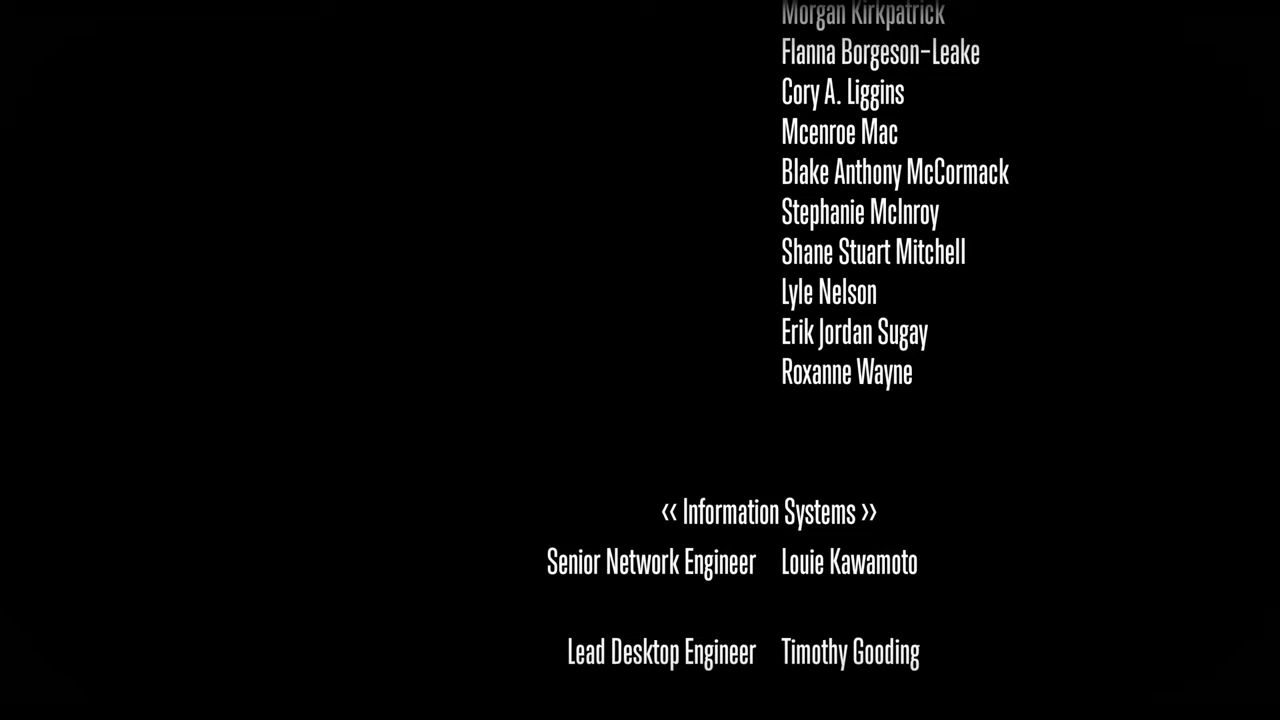 Morgan Kirkpatrick
Flanna Borgeson-Leake
Cory A. Liggins
Mcenroe Mac
Blake Anthony McCormack
Stephanie McInroy
Shane Stuart Mitchell
Lyle Nelson
Erik Jordan Sugay
Roxanne Wayne
‹‹ Information Systems ››
Senior Network Engineer Louie Kawamoto
Lead Desktop Engineer Timothy Gooding